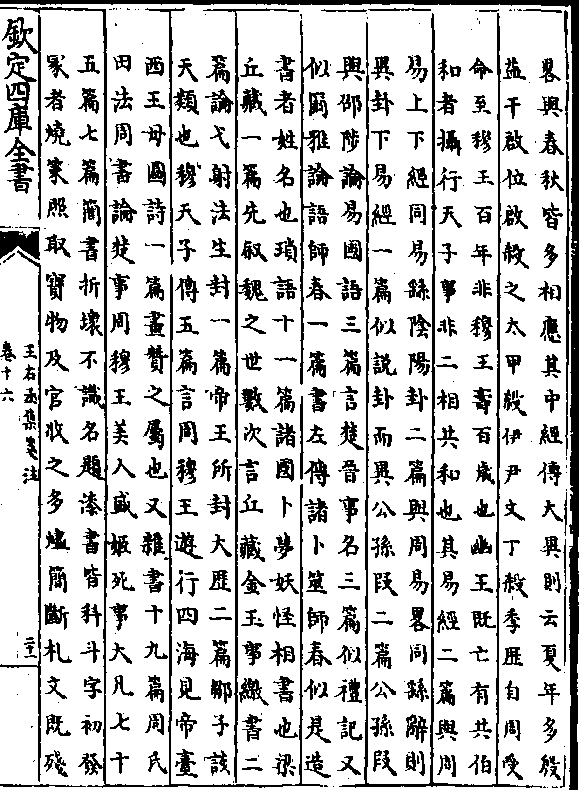 畧與春秋皆多相應其中經傳大異則云夏年多殷
益干啟位啟殺之太甲殺伊尹文丁殺季歷自周受
命至穆王百年非穆王壽百歲也幽王既亡有共伯
和者攝行天子事非二相共和也其易經二篇與周
易上下經同易繇隂陽卦二篇與周易畧同繇辭則
異卦下易經一篇似說卦而異公孫段二篇公孫段
與邵陟論易國語三篇言楚晉事名三篇似禮記又
似爾雅論語師春一篇書左傳諸卜筮師春似是造
書者姓名也瑣語十一篇諸國卜夢妖怪相書也梁
丘藏一篇先叙魏之世數次言丘藏金玉事繳書二
篇論弋射法生封一篇帝王所封大歷二篇鄒子談
天類也穆天子傳五篇言周穆王遊行四海見帝臺
西王母圖詩一篇畫贊之屬也又雜書十九篇周氏
田法周書論楚事周穆王美人盛姬死事大凡七十
五篇七篇簡書折壞不識名題漆書皆科斗字初發
冢者燒䇿照取寶物及官收之多燼簡斷札文既殘
欽定四庫全書
王右丞集箋注
卷十六